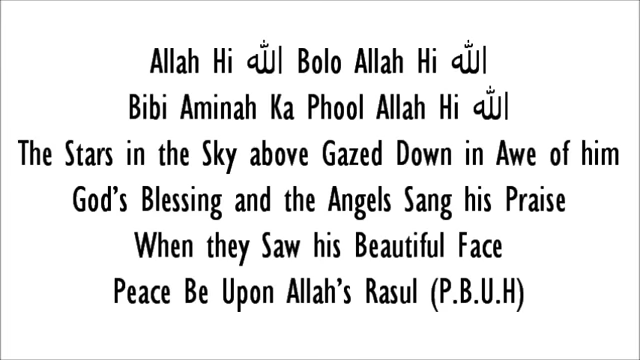 Allah Hi الله Bolo Allah Hi الله
Bibi Aminah Ka Phool Allah Hi الله
The Stars in the Sky above Gazed Down in Awe of him
God's Blessing and the Angels Sang his Praise
When they Saw his Beautiful Face
Peace Be Upon Allah's Rasul (P.B.U.H)